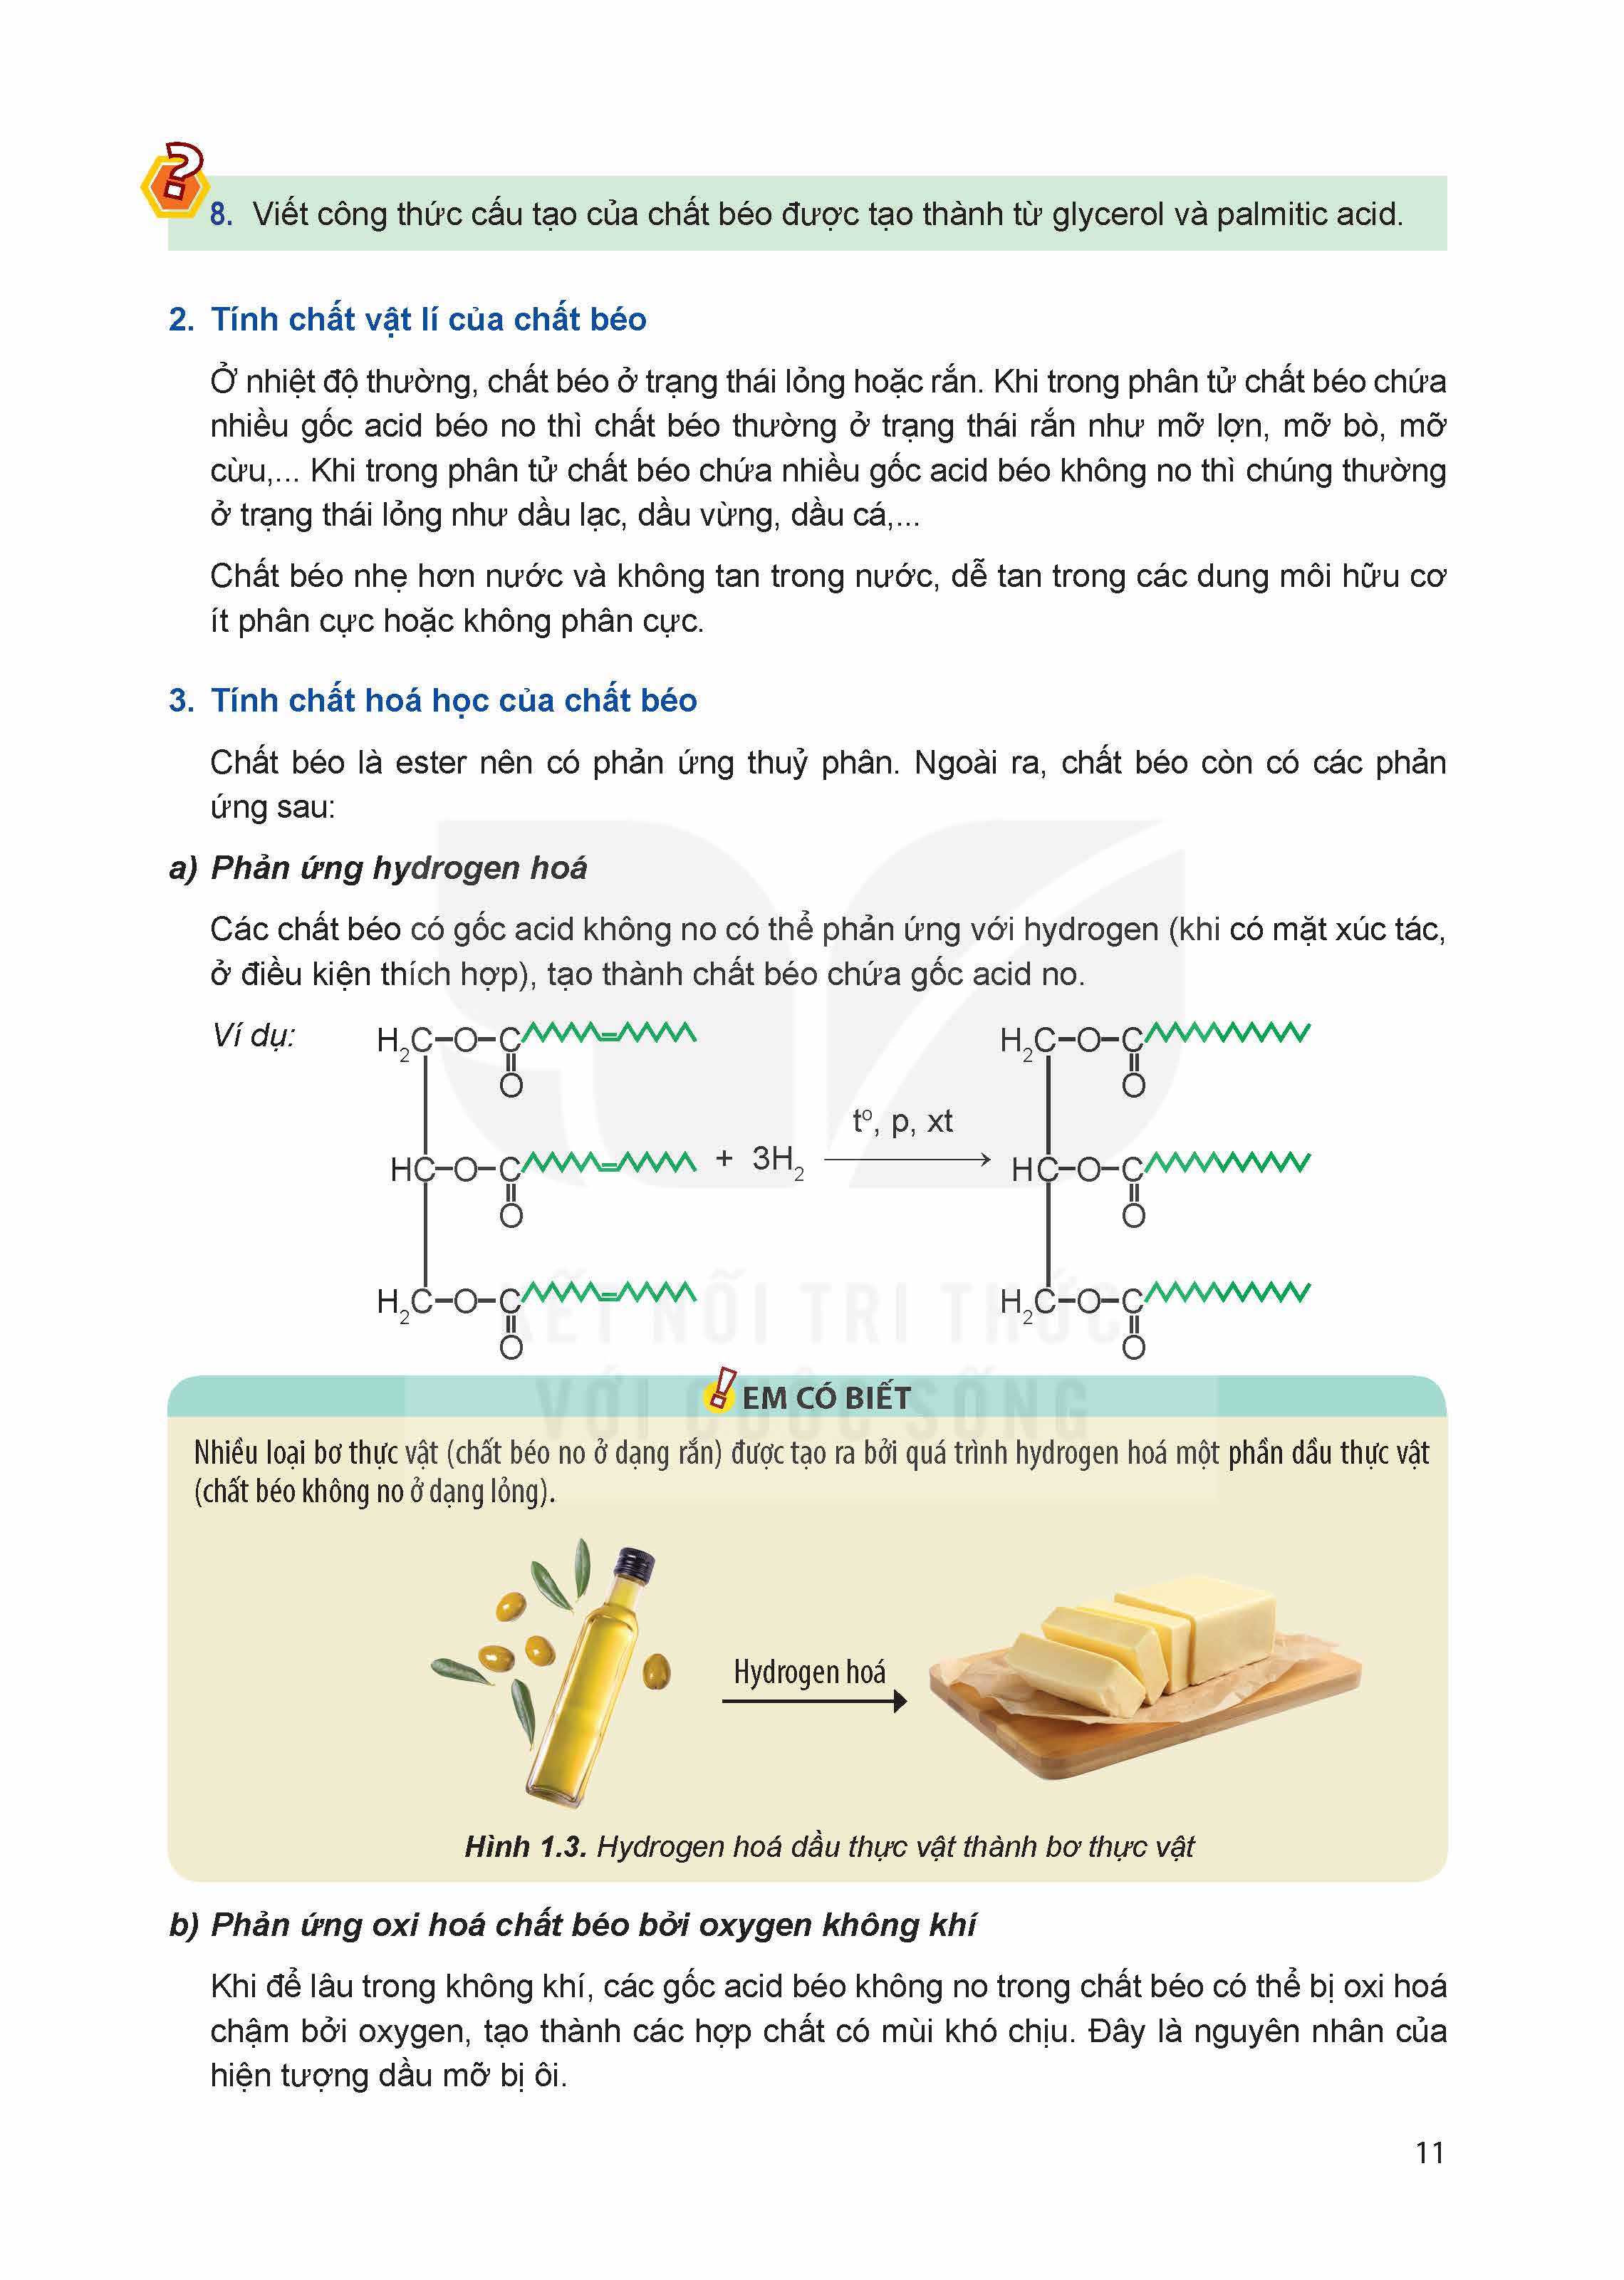 8. Viết công thức cấu tạo của chất béo được tạo thành từ glycerol và palmitic acid.
2. Tính chất vật lí của chất béo
Ở nhiệt độ thường, chất béo ở trạng thái lỏng hoặc rắn. Khi trong phân tử chất béo chứa
nhiều gốc acid béo no thì chất béo thường ở trạng thái rắn như mỡ lợn, mỡ bò, mỡ
cừu,... Khi trong phân tử chất béo chứa nhiều gốc acid béo không no thì chúng thường
ở trạng thái lỏng như dầu lạc, dầu vừng, dầu cá,...
Chất béo nhẹ hơn nước và không tan trong nước, dễ tan trong các dung môi hữu cơ
ít phân cực hoặc không phân cực.
3. Tính chất hoá học của chất béo
Chất béo là ester nên có phản ứng thuỷ phân. Ngoài ra, chất béo còn có các phản
ứng sau:
a) Phản ứng hydrogen hoá
Các chất béo có gốc acid không no có thể phản ứng với hydrogen (khi có mặt xúc tác,
ở điều kiện thích hợp), tạo thành chất béo chứa gốc acid no.
Ví dụ:
H₂C–O–C H₂C–O–C
O O
t°, p, xt
HC–O–C + 3H₂ → HC–O–C
O O
H₂C–O–C H₂C–O–C
O O
KẾT NỐI TRI THỨC
VỚI CUỘC SỐNG
EM CÓ BIẾT
Nhiều loại bơ thực vật (chất béo no ở dạng rắn) được tạo ra bởi quá trình hydrogen hoá một phần dầu thực vật
(chất béo không no ở dạng lỏng).
Hydrogen hoá
Hình 1.3. Hydrogen hoá dầu thực vật thành bơ thực vật
b) Phản ứng oxi hoá chất béo bởi oxygen không khí
Khi để lâu trong không khí, các gốc acid béo không no trong chất béo có thể bị oxi hoá
chậm bởi oxygen, tạo thành các hợp chất có mùi khó chịu. Đây là nguyên nhân của
hiện tượng dầu mỡ bị ôi.
11